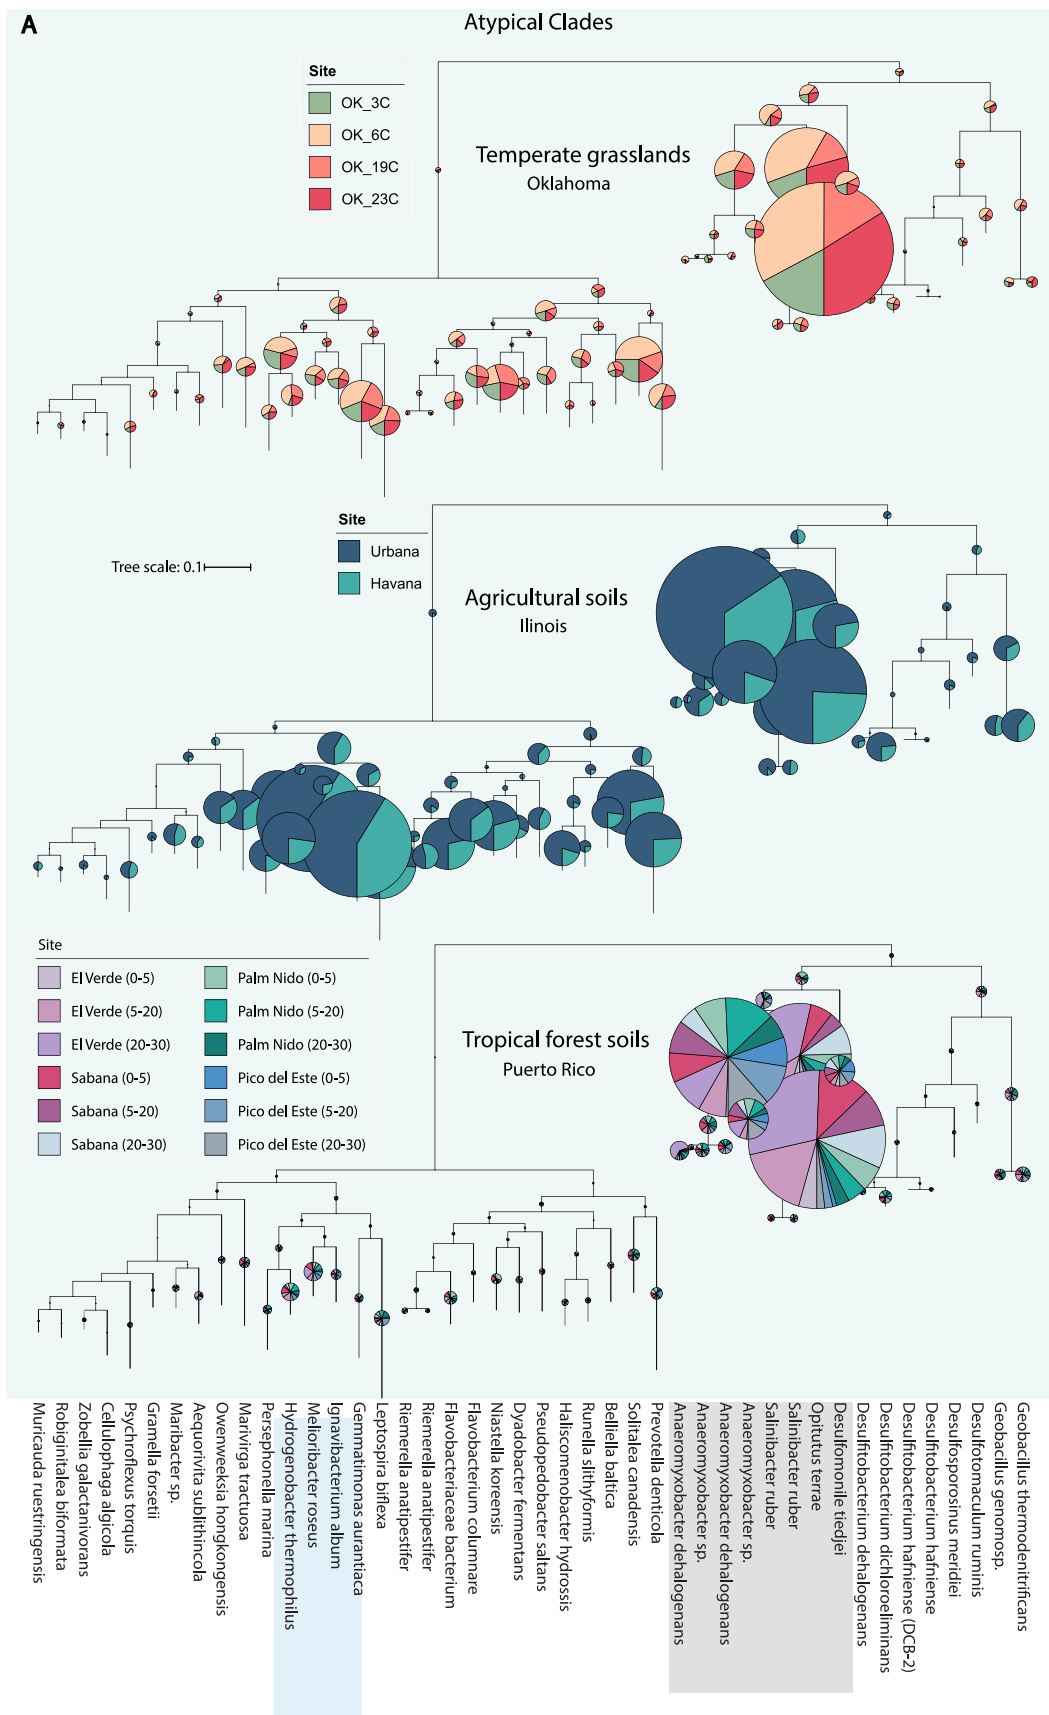 A
Atypical Clades
Site
OK_3C
OK_6C
OK_19C
OK_23C
Temperate grasslands
Oklahoma
Site
Urbana
Havana
Tree scale: 0.1
Agricultural soils
Ilinois
Site
El Verde (0-5)
El Verde (5-20)
El Verde (20-30)
Sabana (0-5)
Sabana (5-20)
Sabana (20-30)
Palm Nido (0-5)
Palm Nido (5-20)
Palm Nido (20-30)
Pico del Este (0-5)
Pico del Este (5-20)
Pico del Este (20-30)
Tropical forest soils
Puerto Rico
Muricauda ruestringensis
Robiginitalea biformata
Zobellia galactanivorans
Cellulophaga algicola
Psychroflexus torquis
Gramella forsetii
Maribacter sp.
Aequorivita sublithincola
Owenweeksia hongkongensis
Marivirga tractuosa
Persephonella marina
Hydrogenobacter thermophilus
Melioribacter roseus
Ignavibacterium album
Gemmatimonas aurantiaca
Leptospira biflexa
Riemerella anatipestifer
Riemerella anatipestifer
Flavobacteriaceae bacterium
Flavobacterium columnare
Niastella koreensis
Dyadobacter fermentans
Pseudopedobacter saltans
Haliscomenobacter hydrossis
Runella slithyformis
Belliella baltica
Solitalea canadensis
Prevotella denticola
Anaeromyxobacter dehalogenans
Anaeromyxobacter sp.
Anaeromyxobacter dehalogenans
Anaeromyxobacter sp.
Salinibacter ruber
Salinibacter ruber
Opitutus terrae
Desulfomonile tiedjei
Desulfitobacterium dehalogenans
Desulfitobacterium dichloroeliminans
Desulfitobacterium hafniense (DCB-2)
Desulfitobacterium hafniense
Desulfosporosinus meridiei
Desulfotomaculum ruminis
Geobacillus genomosp.
Geobacillus thermodenitrificans